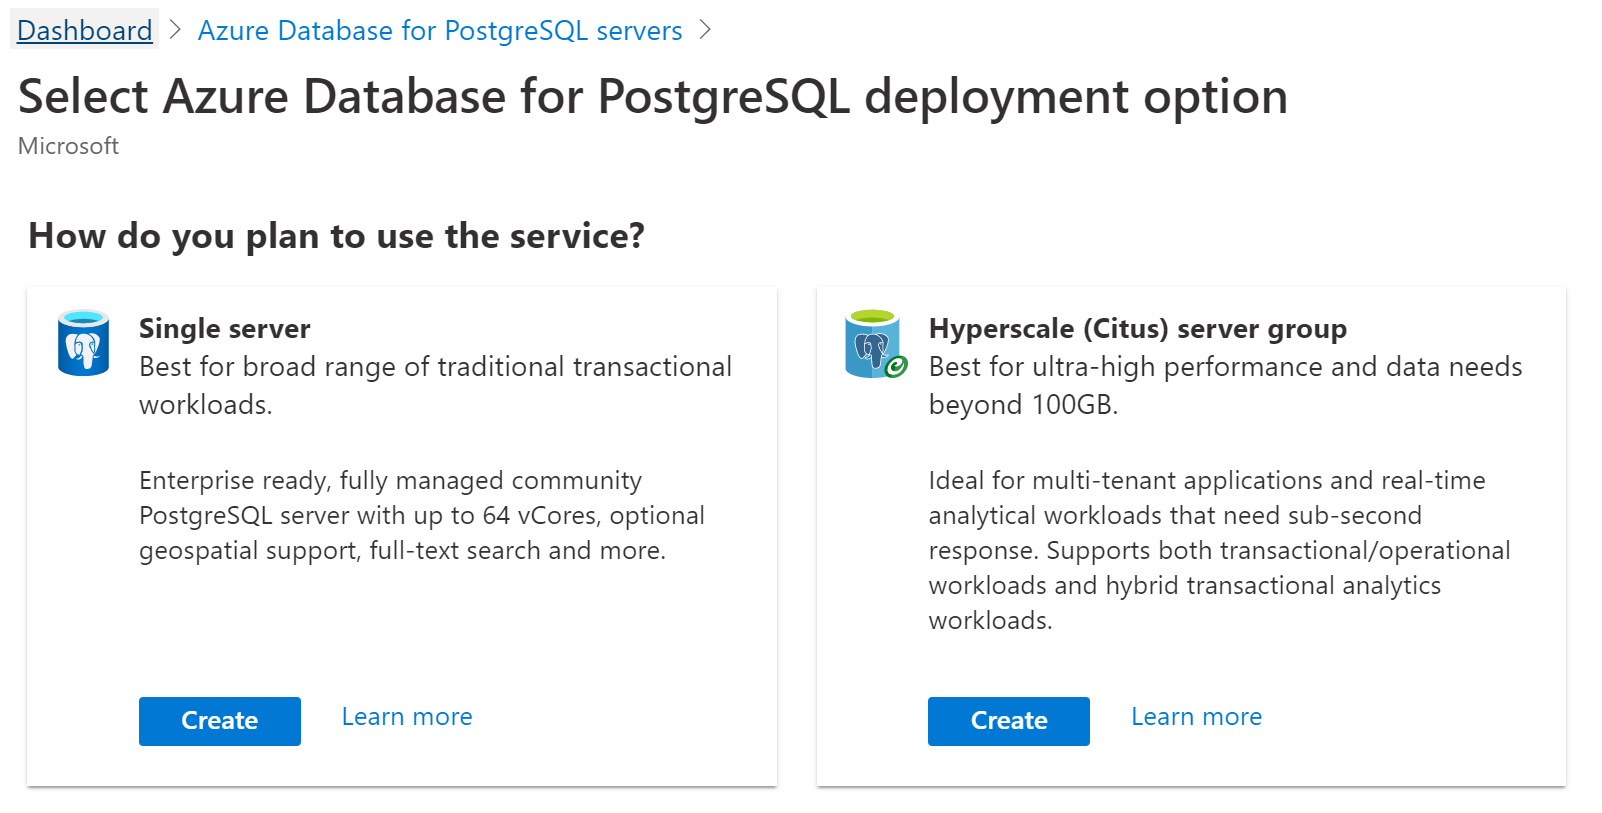 Dashboard > Azure Database for PostgreSQL servers >
Select Azure Database for PostgreSQL deployment option
Microsoft
How do you plan to use the service?
Single server
Best for broad range of traditional transactional
workloads.
Enterprise ready, fully managed community
PostgreSQL server with up to 64 vCores, optional
geospatial support, full-text search and more.
Create
Learn more
Hyperscale (Citus) server group
Best for ultra-high performance and data needs
beyond 100GB.
Ideal for multi-tenant applications and real-time
analytical workloads that need sub-second
response. Supports both transactional/operational
workloads and hybrid transactional analytics
workloads.
Create
Learn more